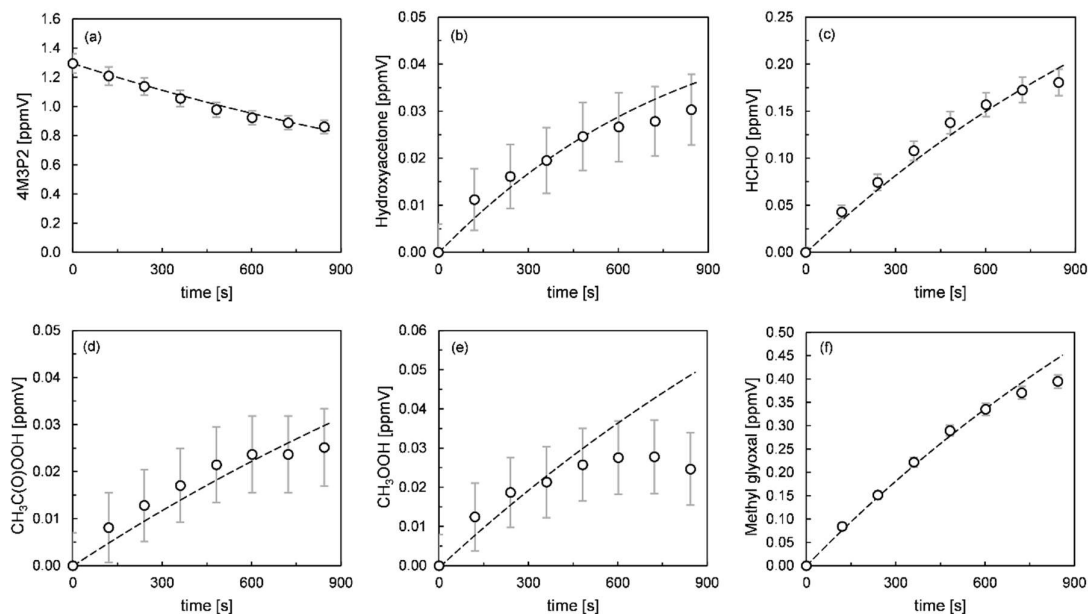 (a)
4M3P2 [ppmV]
1.6
1.4
1.2
1.0
0.8
0.6
0.4
0.2
0.0
0 300 600 900
time [s]
(b)
Hydroxyacetone [ppmV]
0.05
0.04
0.03
0.02
0.01
0.00
0 300 600 900
time [s]
(c)
HCHO [ppmV]
0.25
0.20
0.15
0.10
0.05
0.00
0 300 600 900
time [s]
(d)
CH₃C(O)OOH [ppmV]
0.05
0.04
0.03
0.02
0.01
0.00
0 300 600 900
time [s]
(e)
CH₃OOH [ppmV]
0.06
0.05
0.04
0.03
0.02
0.01
0.00
0 300 600 900
time [s]
(f)
Methyl glyoxal [ppmV]
0.50
0.45
0.40
0.35
0.30
0.25
0.20
0.15
0.10
0.05
0.00
0 300 600 900
time [s]